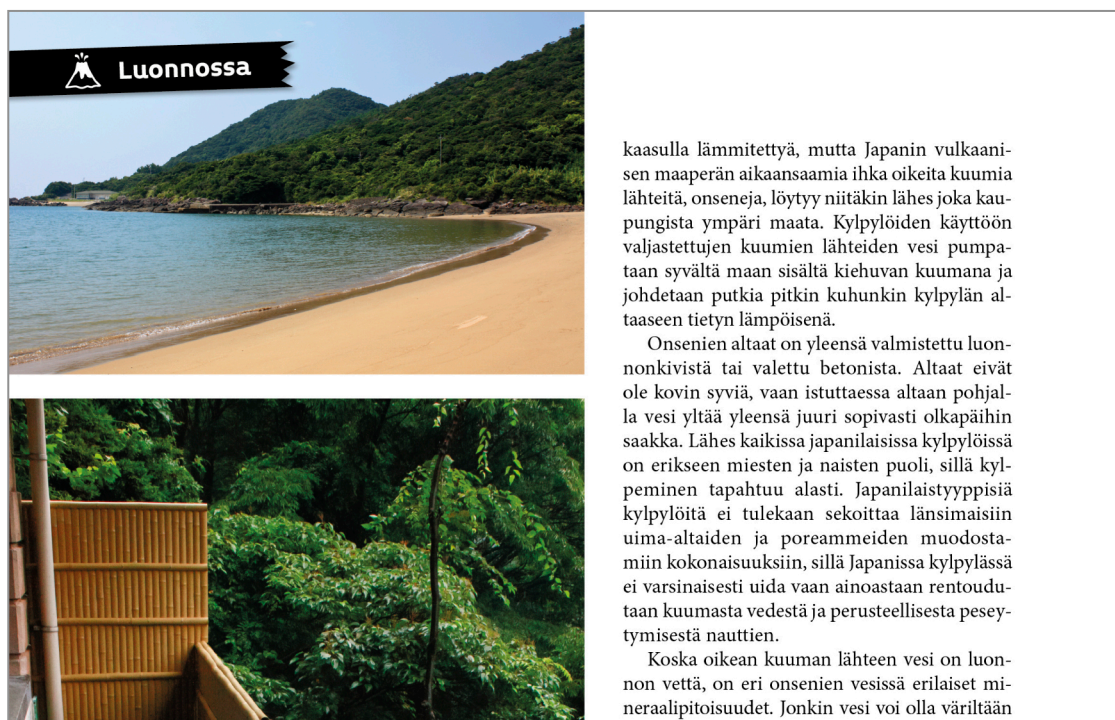 Luonnossa
kaasulla lämmitettyä, mutta Japanin vulkaani-
sen maaperän aikaansaamia ihka oikeita kuumia
lähteitä, onseneja, löytyy niitäkin lähes joka kau-
pungista ympäri maata. Kylpylöiden käyttöön
valjastettujen kuumien lähteiden vesi pumpa-
taan syvältä maan sisältä kiehuvan kuumana ja
johdetaan putkia pitkin kuhunkin kylpylän al-
taaseen tietyn lämpöisenä.
Onsenien altaat on yleensä valmistettu luon-
nonkivistä tai valettu betonista. Altaat eivät
ole kovin syviä, vaan istuttaessa altaan pohjal-
la vesi yltää yleensä juuri sopivasti olkapäihin
saakka. Lähes kaikissa japanilaisissa kylpylöissä
on erikseen miesten ja naisten puoli, sillä kyl-
peminen tapahtuu alasti. Japanilaistyyppisiä
kylpylöitä ei tulekaan sekoittaa länsimaisiin
uima-altaiden ja poreammeiden muodosta-
miin kokonaisuuksiin, sillä Japanissa kylpylässä
ei varsinaisesti uida vaan ainoastaan rentoudu-
taan kuumasta vedestä ja perusteellisesta pesey-
tymisestä nauttien.
Koska oikean kuuman lähteen vesi on luon-
non vettä, on eri onsenien vesissä erilaiset mi-
neraalipitoisuudet. Jonkin vesi voi olla väriltään